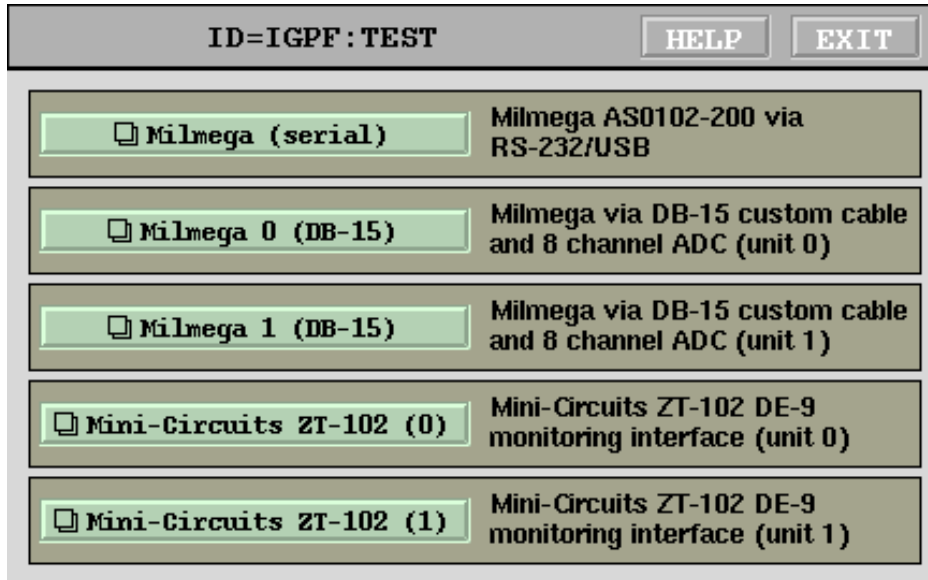 ID=IGPF:TEST
HELP
EXIT
Milmega (serial)
Milmega AS0102-200 via
RS-232/USB
Milmega 0 (DB-15)
Milmega via DB-15 custom cable
and 8 channel ADC (unit 0)
Milmega 1 (DB-15)
Milmega via DB-15 custom cable
and 8 channel ADC (unit 1)
Mini-Circuits ZT-102 (0)
Mini-Circuits ZT-102 DE-9
monitoring interface (unit 0)
Mini-Circuits ZT-102 (1)
Mini-Circuits ZT-102 DE-9
monitoring interface (unit 1)